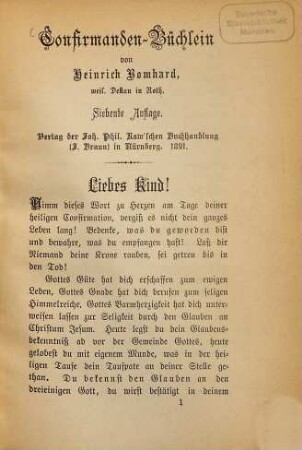 Confirmanden-Büchlein
von
Heinrich Bomhard,
weil. Dekan in Roth.
Siebente Auflage.
Verlag der Joh. Phil. Raw'schen Buchhandlung
(J. Braun) in Nürnberg. 1891.
Liebes Kind!
Nimm dieses Wort zu Herzen am Tage deiner
heiligen Confirmation, vergiß es nicht dein ganzes
Leben lang! Bedenke, was du geworden bist
und bewahre, was du empfangen hast! Laß dir
Niemand deine Krone rauben, sei getreu bis in
den Tod!
Gottes Güte hat dich erschaffen zum ewigen
Leben, Gottes Gnade hat dich berufen zum seligen
Himmelreiche, Gottes Barmherzigkeit hat dich unter-
weisen lassen zur Seligkeit durch den Glauben an
Christum Jesum. Heute legst du dein Glaubens-
bekenntniß ab vor der Gemeinde Gottes, heute
gelobest du mit eigenem Munde, was in der hei-
ligen Taufe dein Taufpate an deiner Stelle ge-
than. Du bekennst den Glauben an den
dreieinigen Gott, du wirst bestätigt in deinem
1
Bayerische
Staatsbibliothek
München